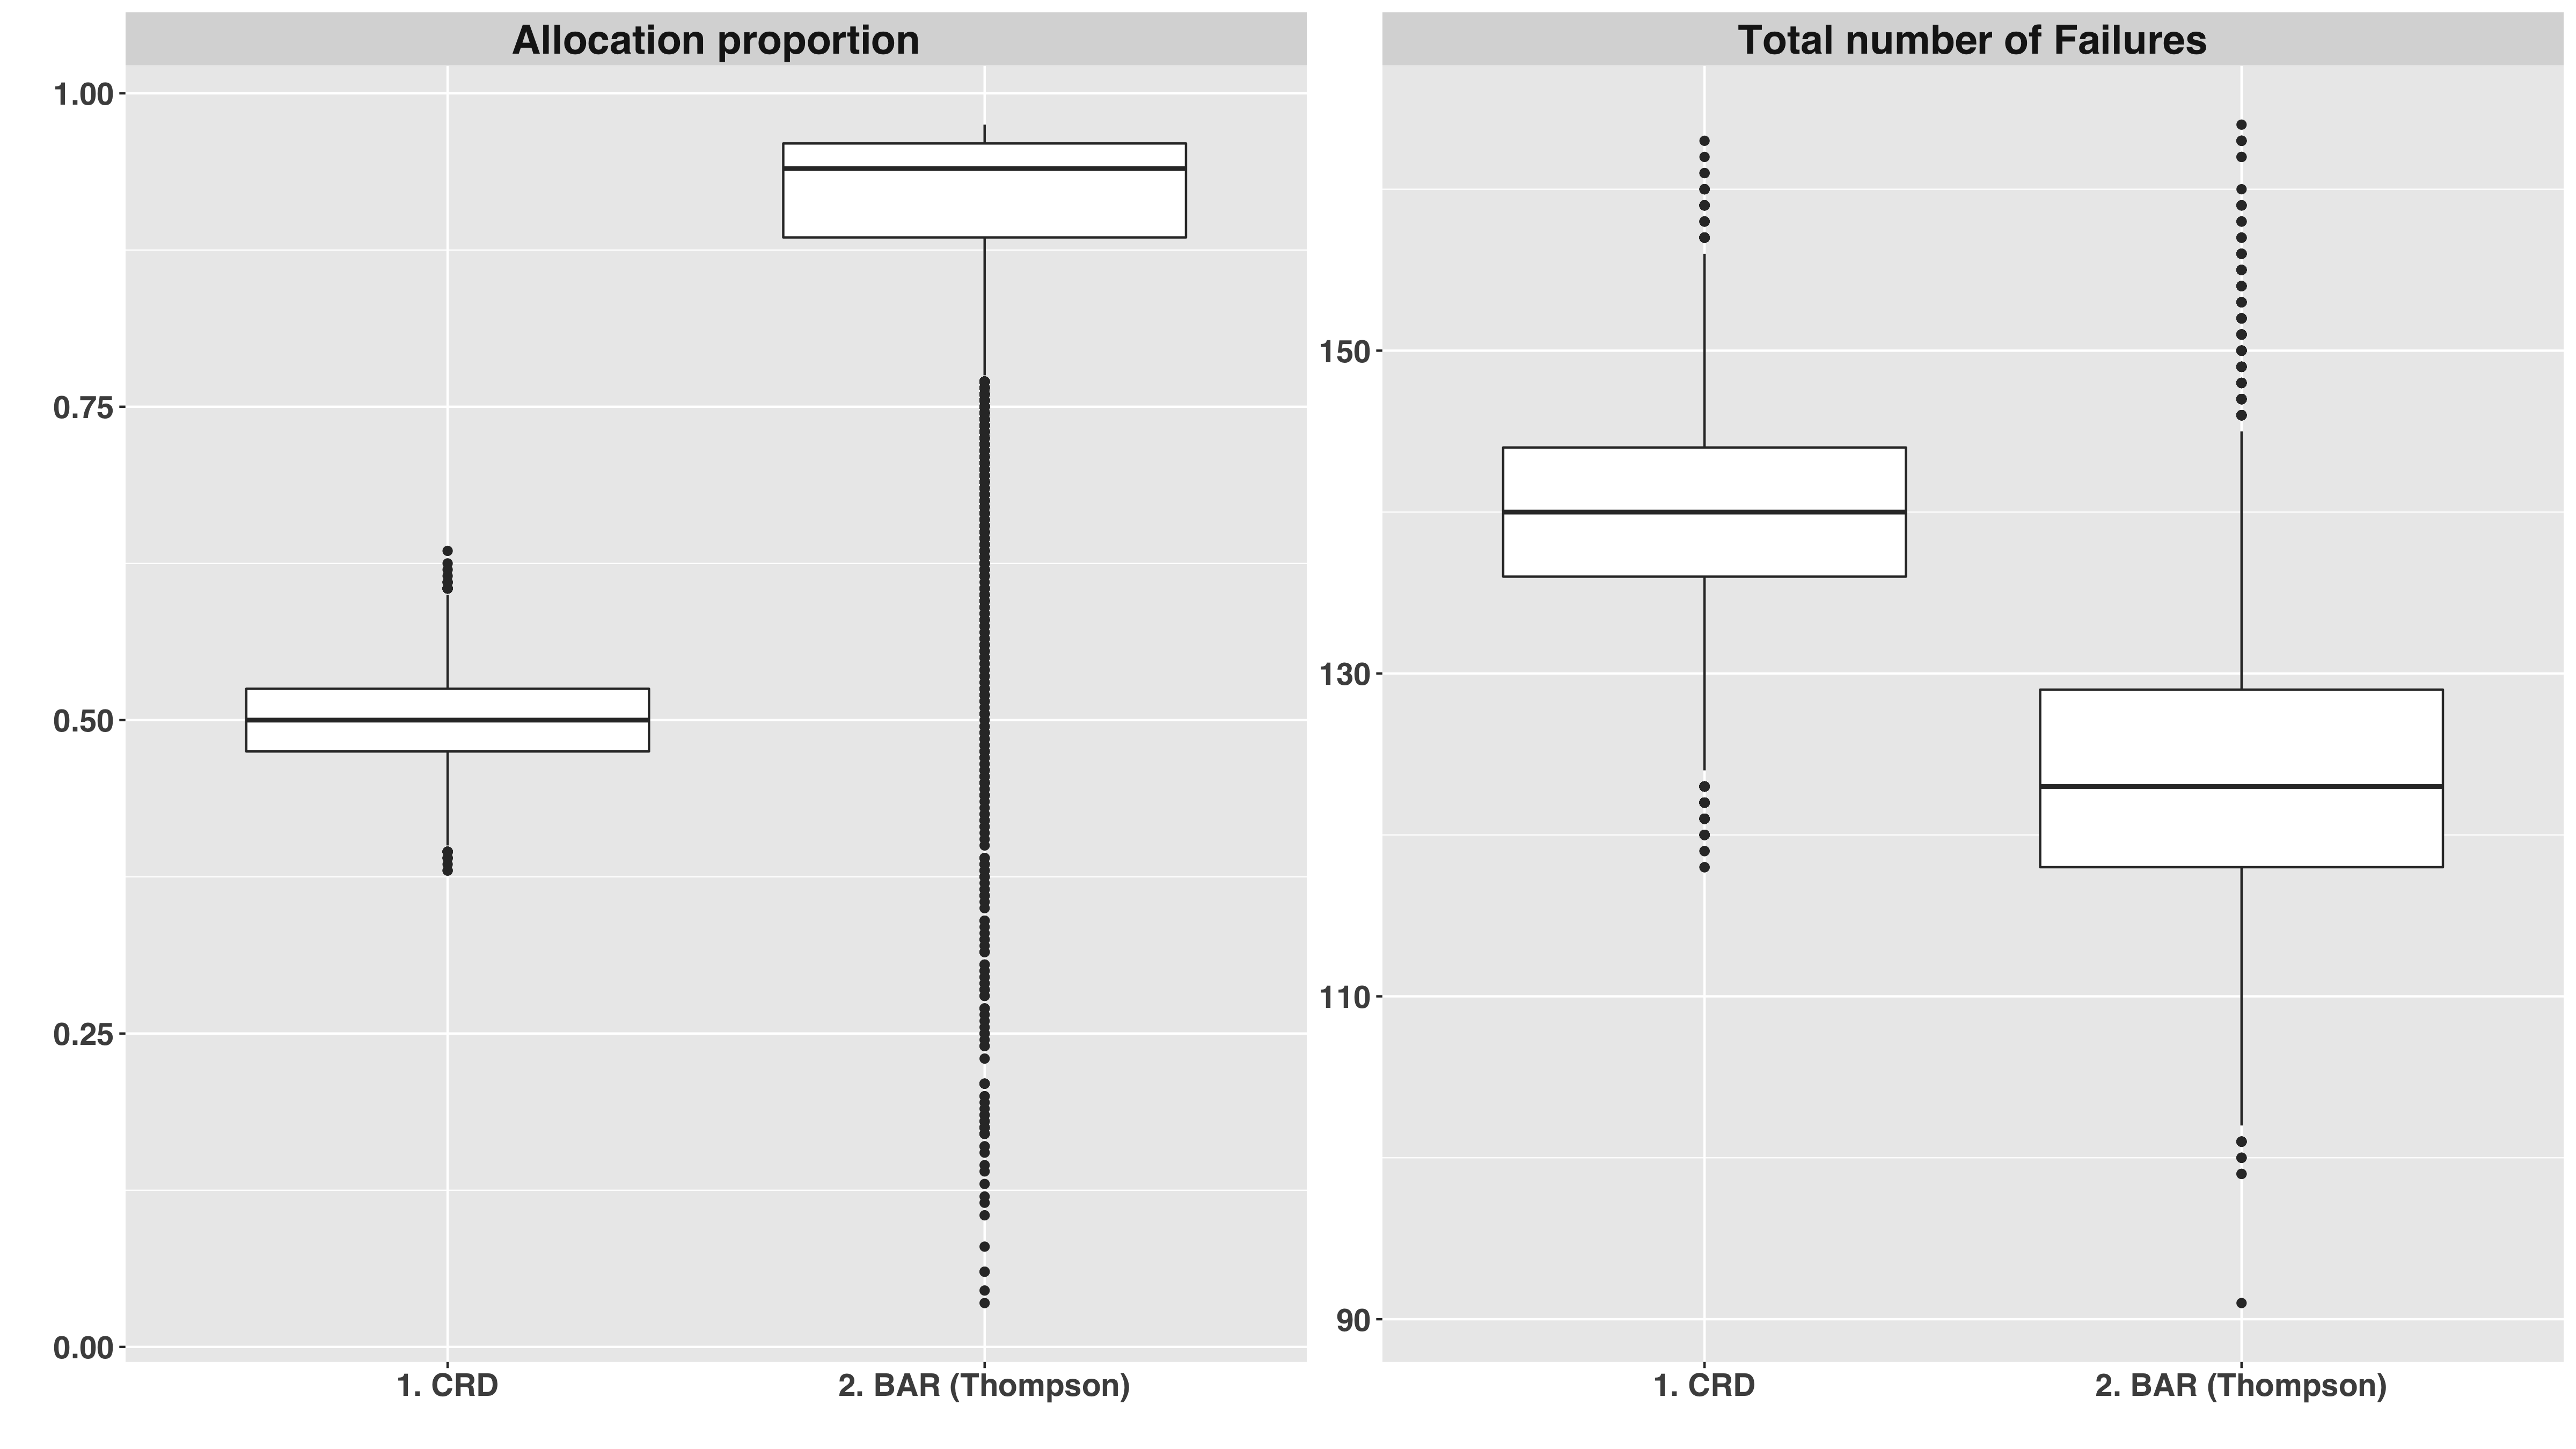 Allocation proportion
1.00
0.75
0.50
0.25
0.00
1. CRD
2. BAR (Thompson)
Total number of Failures
150
130
110
90
1. CRD
2. BAR (Thompson)